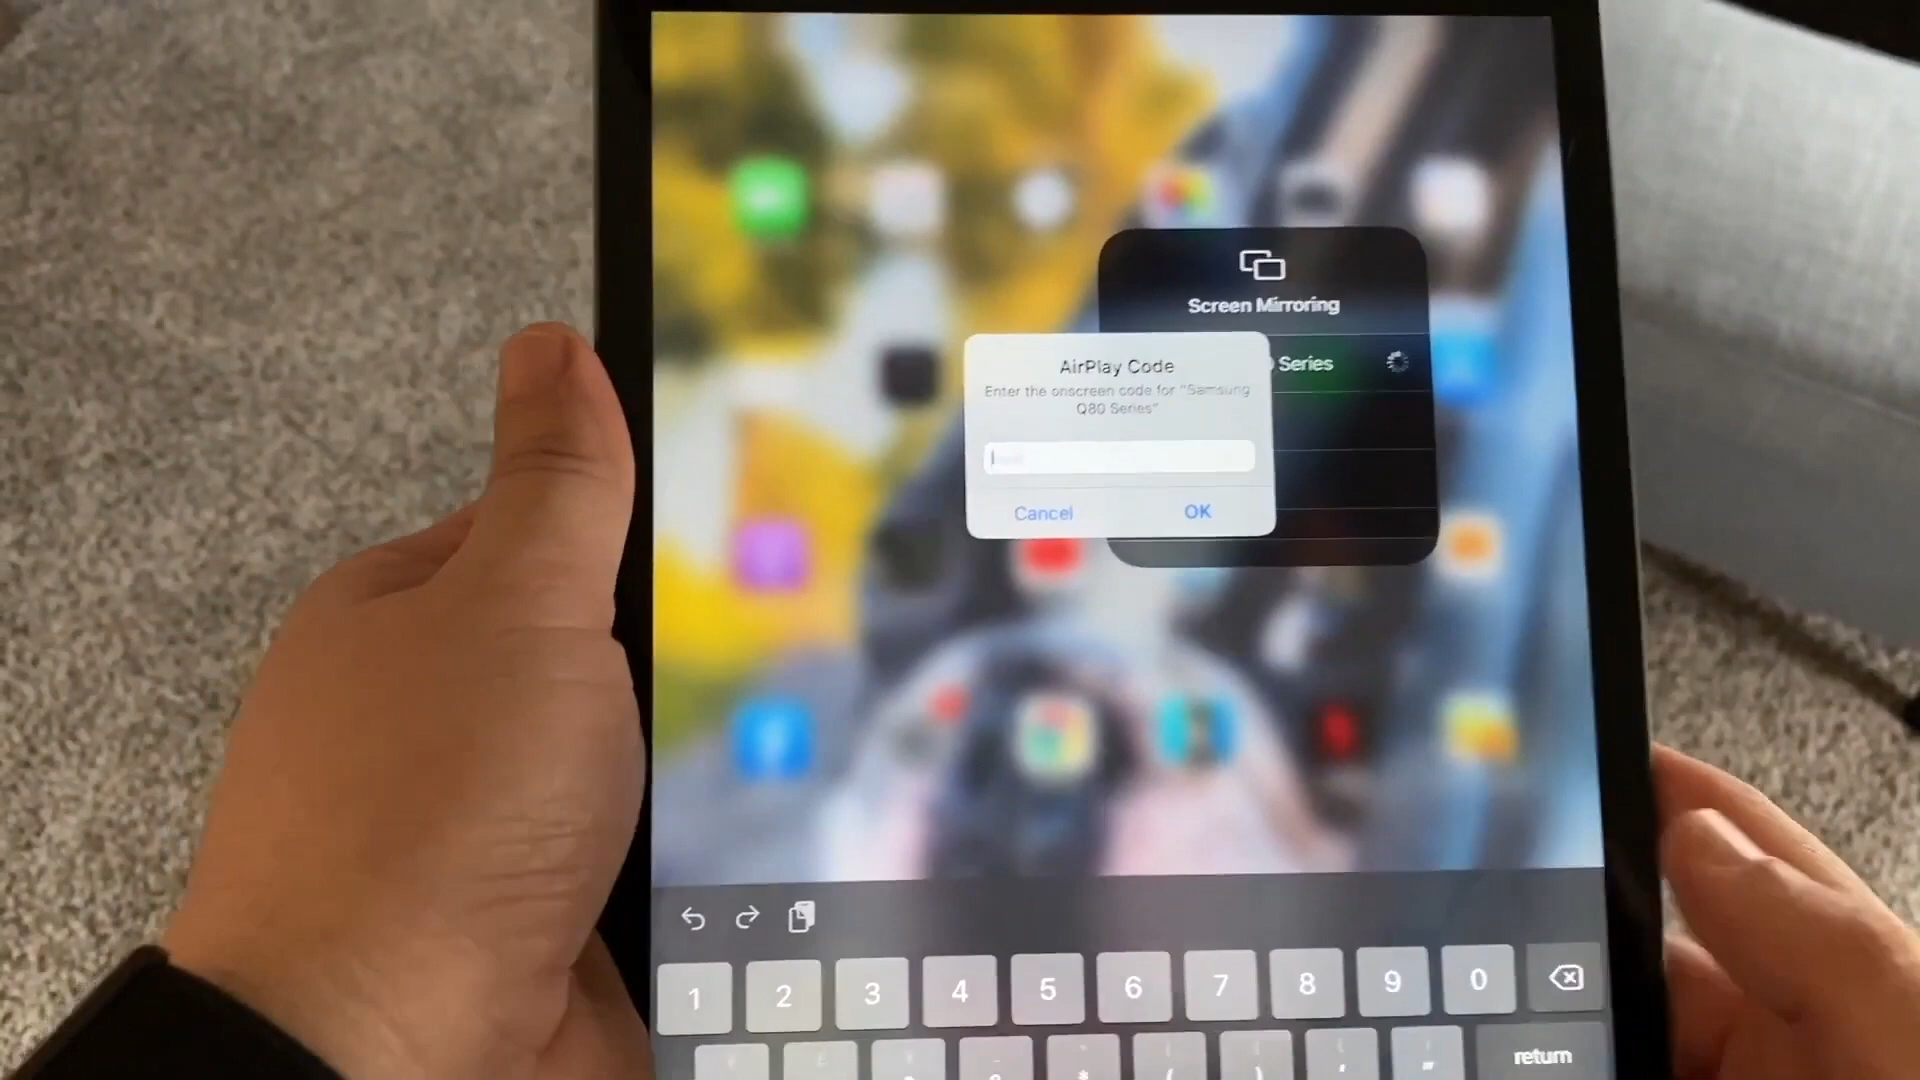 Screen Mirroring
Series
AirPlay Code
Enter the onscreen code for "Samsung
Q80 Series"
Cancel OK
1 2 3 4 5 6 7 8 9 0
return